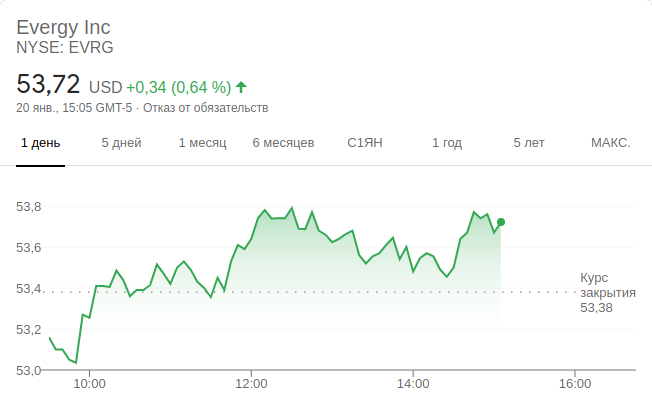 Evergy Inc
NYSE: EVRG
53,72 USD +0,34 (0,64 %)
20 янв., 15:05 GMT-5 · Отказ от обязательств
1 день 5 дней 1 месяц 6 месяцев С1ЯН 1 год 5 лет МАКС.
53,8
53,6
53,4
53,2
53,0
Курс
закрытия
53,38
10:00 12:00 14:00 16:00